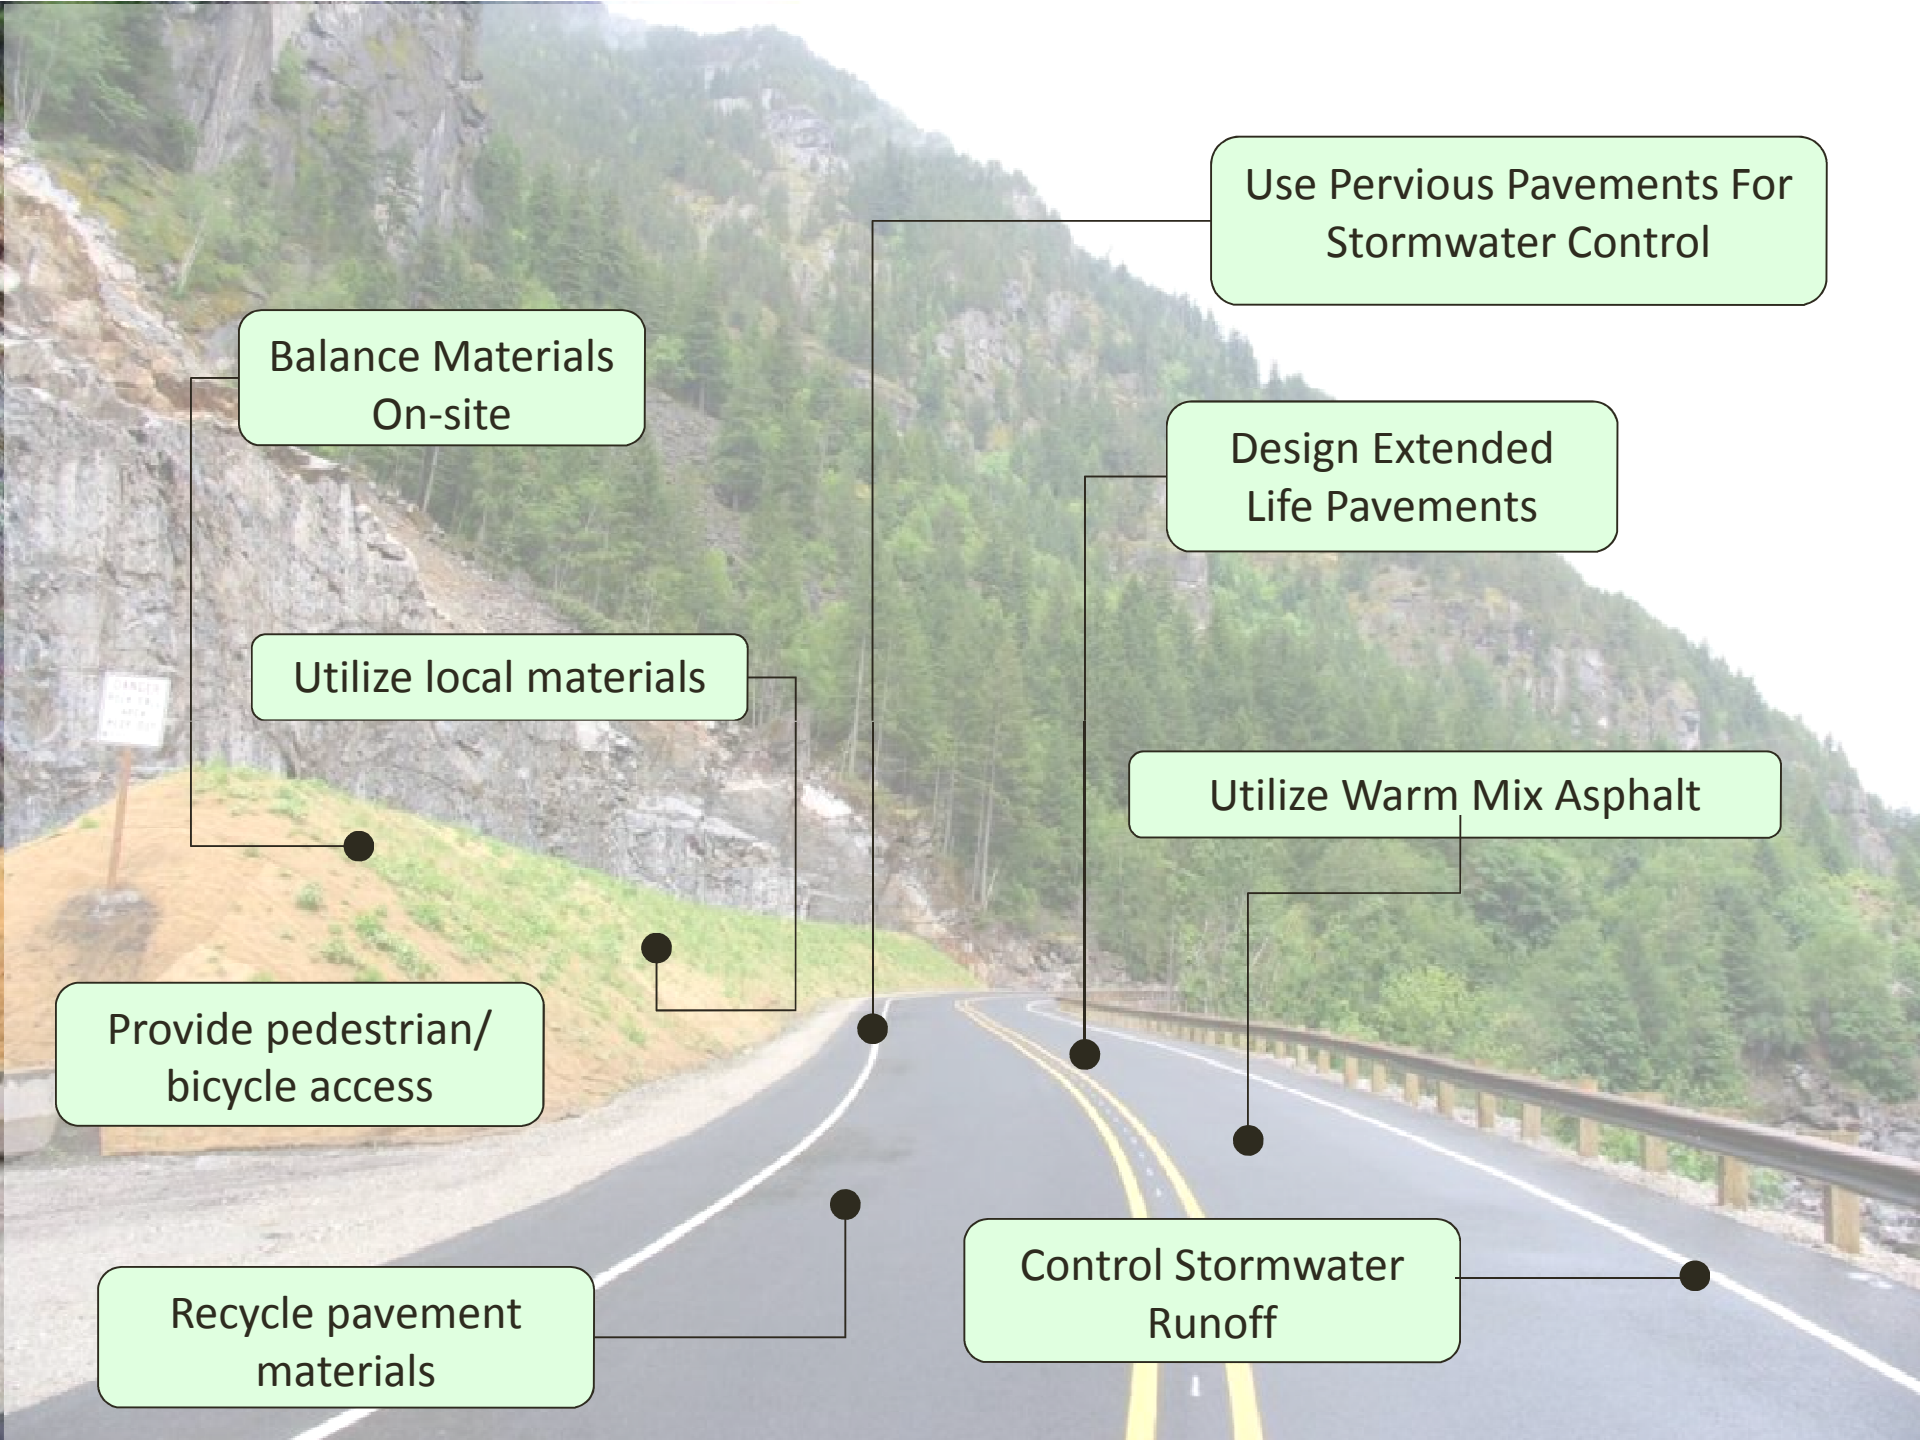 Use Pervious Pavements For
Stormwater Control
Balance Materials
On-site
Design Extended
Life Pavements
Utilize local materials
DANGER
Utilize Warm Mix Asphalt
Provide pedestrian/
bicycle access
Control Stormwater
Runoff
Recycle pavement
materials